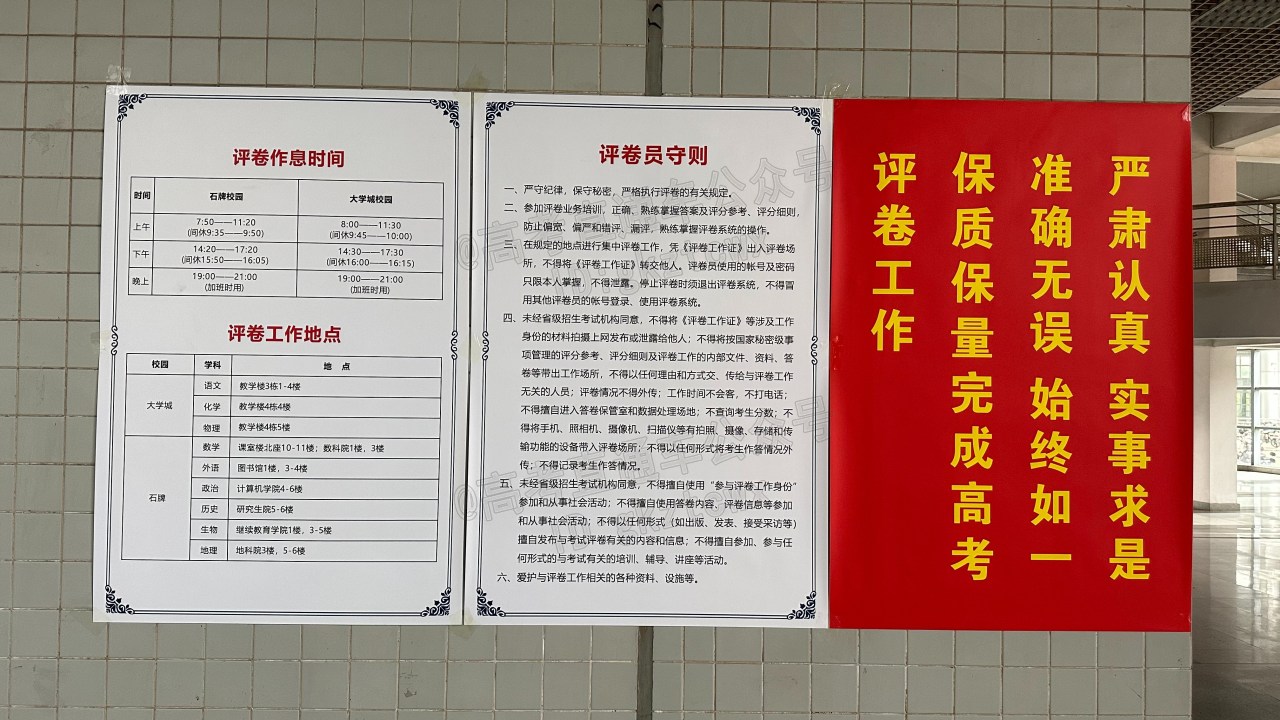 评卷作息时间
时间 石牌校园 大学城校园
上午 7:50——11:20 8:00——11:30
(间休9:35——9:50) (间休9:45——10:00)
下午 14:20——17:20 14:30——17:30
(间休15:50——16:05) (间休16:00——16:15)
晚上 19:00——21:00 19:00——21:00
(加班时用) (加班时用)
评卷工作地点
校园 学科 地 点
大学城
语文 教学楼3栋1-4楼
化学 教学楼4栋4楼
物理 教学楼4栋5楼
石牌
数学 课室楼北座10-11楼；数科院1楼，3楼
外语 图书馆1楼，3-4楼
政治 计算机学院4-6楼
历史 研究生院5-6楼
生物 继续教育学院1楼，3-5楼
地理 地科院3楼，5-6楼
评卷员守则
一、严守纪律，保守秘密，严格执行评卷的有关规定。
二、参加评卷业务培训，正确、熟练掌握答案及评分参考、评分细则，
防止偏宽、偏严和错评、漏评，熟练掌握评卷系统的操作。
三、在规定的地点进行集中评卷工作，凭《评卷工作证》出入评卷场
所，不得将《评卷工作证》转交他人。评卷员使用的帐号及密码
只限本人掌握，不得泄露。停止评卷时须退出评卷系统，不得冒
用其他评卷员的帐号登录、使用评卷系统。
四、未经省级招生考试机构同意，不得将《评卷工作证》等涉及工作
身份的材料拍摄上网发布或泄露给他人；不得将按国家秘密级事
项管理的评分参考、评分细则及评卷工作的内部文件、资料、答
卷等带出工作场所，不得以任何理由和方式交、传给与评卷工作
无关的人员；评卷情况不得外传；工作时间不会客，不打电话；
不得擅自进入答卷保管室和数据处理场地；不查询考生分数；不
得将手机、照相机、摄像机、扫描仪等有拍照、摄像、存储和传
输功能的设备带入评卷场所；不得以任何形式将考生作答情况外
传；不得记录考生作答情况。
五、未经省级招生考试机构同意，不得擅自使用“参与评卷工作身份”
参加和从事社会活动；不得擅自使用答卷内容、评卷信息等参加
和从事社会活动；不得以任何形式（如出版、发表、接受采访等）
擅自发布与考试评卷有关的内容和信息；不得擅自参加、参与任
何形式的与考试有关的培训、辅导、讲座等活动。
六、爱护与评卷工作相关的各种资料、设施等。
严肃认真 实事求是
准确无误 始终如一
保质保量完成高考
评卷工作